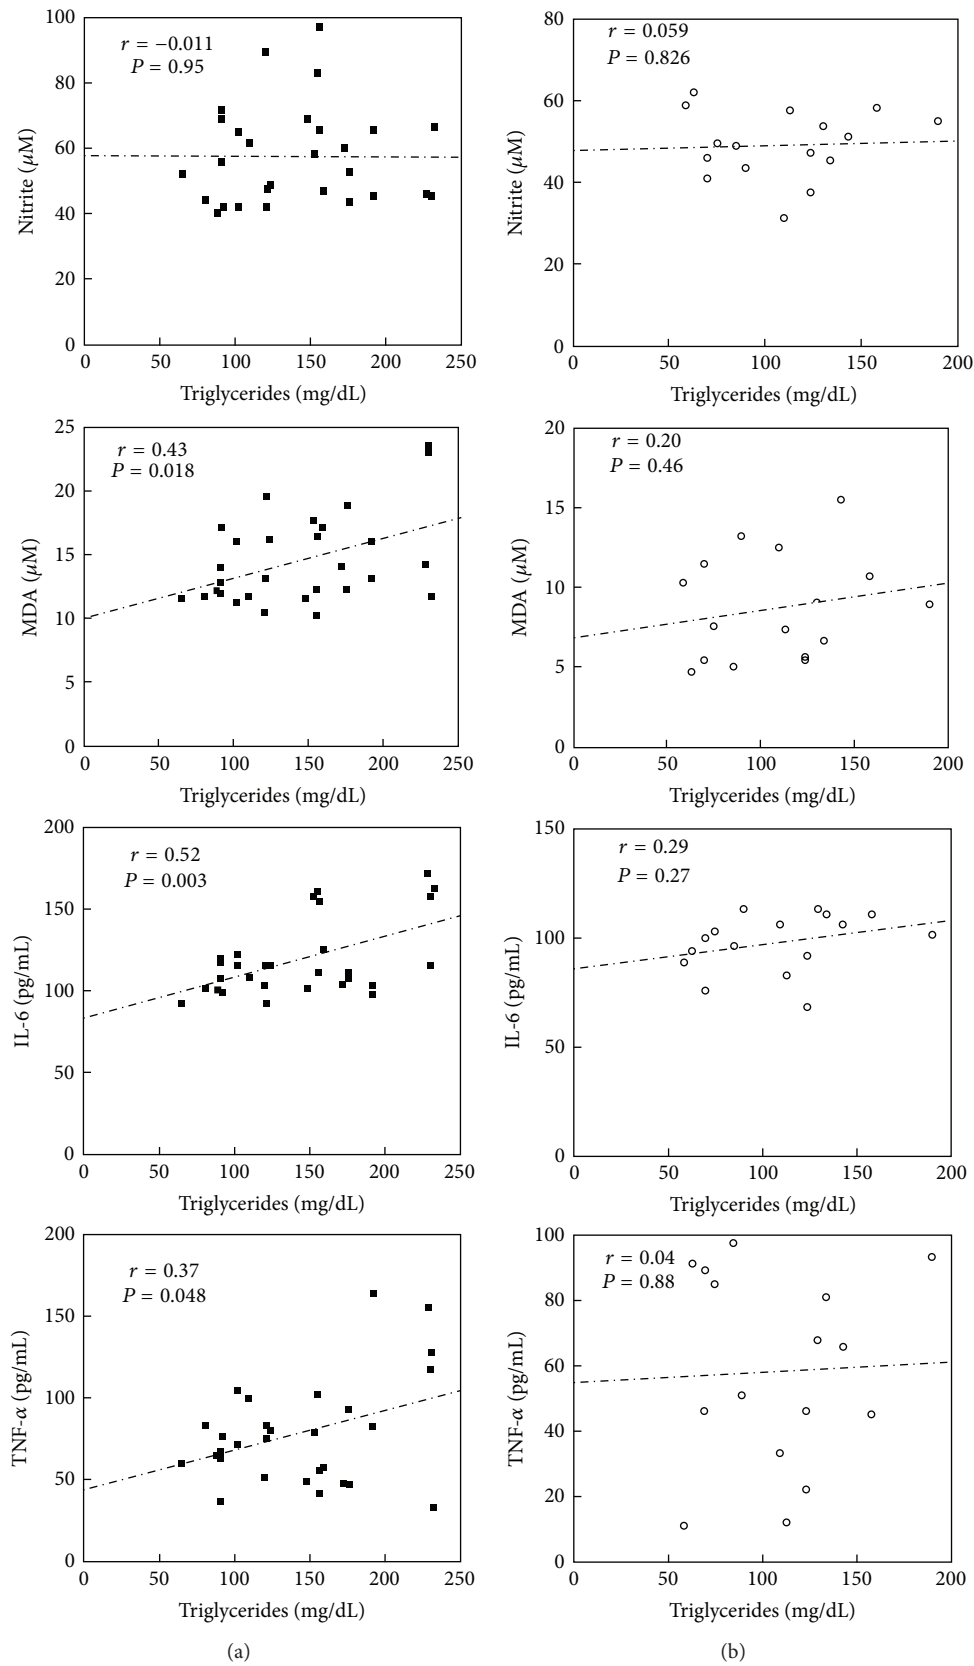 100
80
60
40
20
0
Nitrite (μM)
r = −0.011
P = 0.95
0 50 100 150 200 250
Triglycerides (mg/dL)
80
60
40
20
0
Nitrite (μM)
r = 0.059
P = 0.826
0 50 100 150 200
Triglycerides (mg/dL)
25
20
15
10
5
0
MDA (μM)
r = 0.43
P = 0.018
0 50 100 150 200 250
Triglycerides (mg/dL)
20
15
10
5
0
MDA (μM)
r = 0.20
P = 0.46
0 50 100 150 200
Triglycerides (mg/dL)
200
150
100
50
0
IL-6 (pg/mL)
r = 0.52
P = 0.003
0 50 100 150 200 250
Triglycerides (mg/dL)
150
100
50
0
IL-6 (pg/mL)
r = 0.29
P = 0.27
0 50 100 150 200
Triglycerides (mg/dL)
200
150
100
50
0
TNF-α (pg/mL)
r = 0.37
P = 0.048
0 50 100 150 200 250
Triglycerides (mg/dL)
(a)
100
80
60
40
20
0
TNF-α (pg/mL)
r = 0.04
P = 0.88
0 50 100 150 200
Triglycerides (mg/dL)
(b)